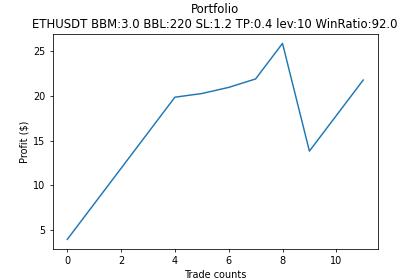 Portfolio
ETHUSDT BBM:3.0 BBL:220 SL:1.2 TP:0.4 lev:10 WinRatio:92.0
25
20
15
10
5
Profit ($)
0 2 4 6 8 10
Trade counts